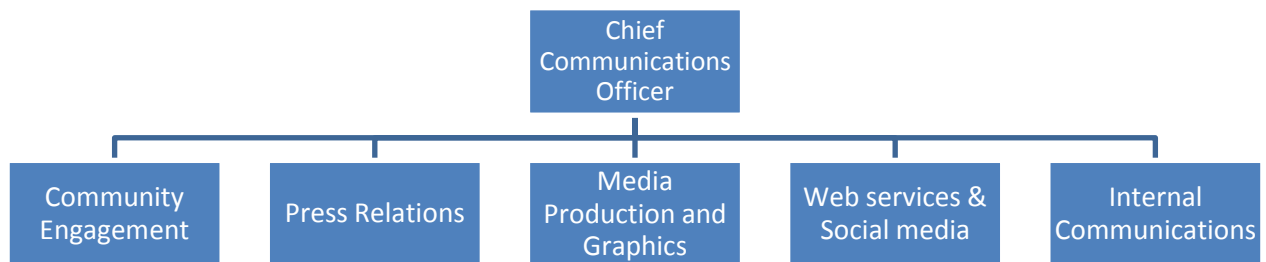 Chief
Communications
Officer
Community
Engagement
Press Relations
Media
Production and
Graphics
Web services &
Social media
Internal
Communications